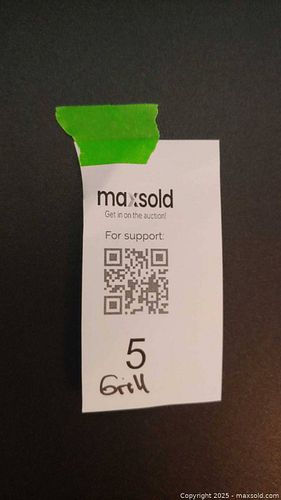 maxsold
Get in on the auction!
For support:
5
Grill
Copyright 2025 - maxsold.com